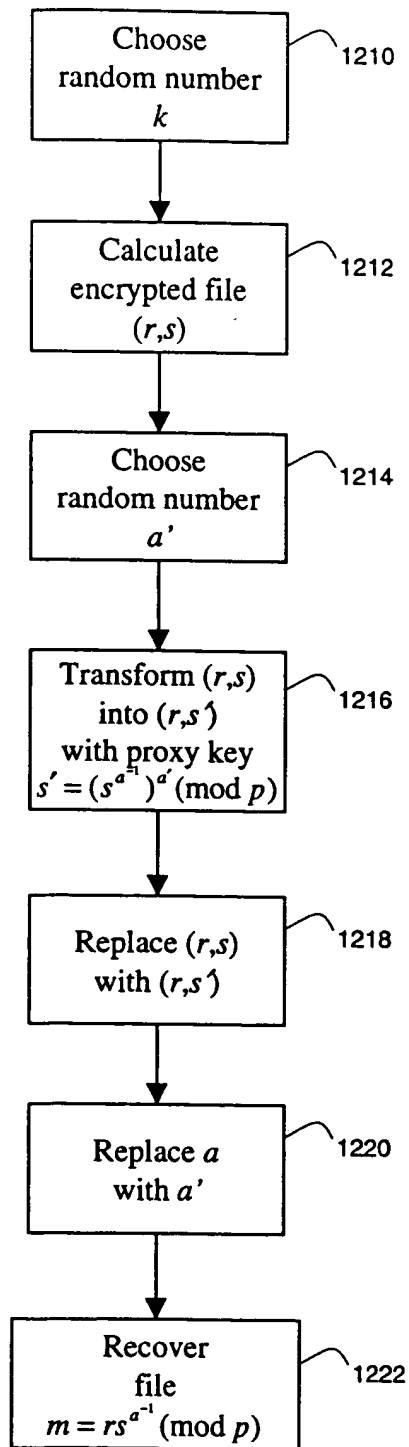 Choose
random number
k
1210
Calculate
encrypted file
(r,s)
1212
Choose
random number
a'
1214
Transform (r,s)
into (r,s')
with proxy key
s' = (s^{a^{-1}})^{a'} (mod p)
1216
Replace (r,s)
with (r,s')
1218
Replace a
with a'
1220
Recover
file
m = rs^{a^{-1}} (mod p)
1222